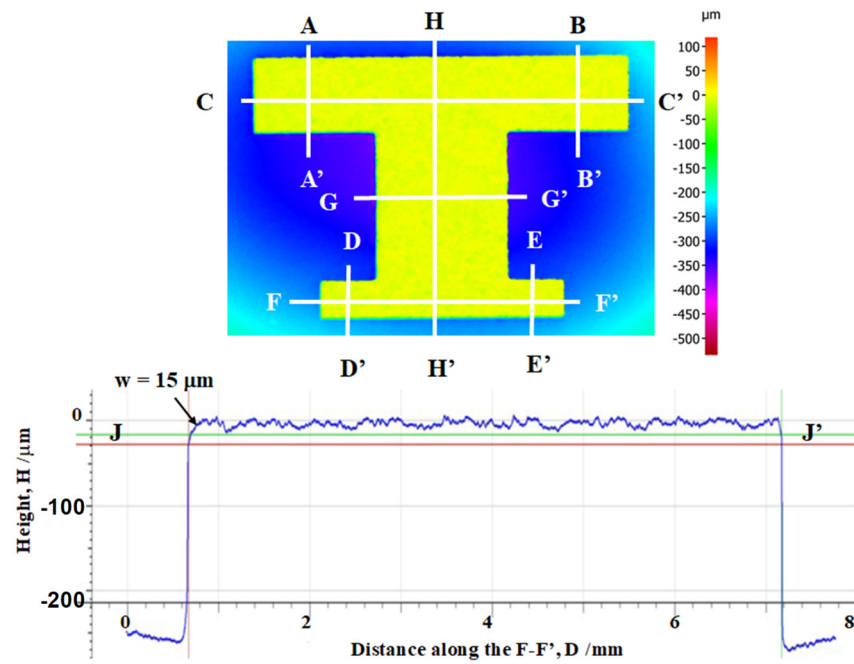 A H B
C C’
A’ B’
G G’
D E
F F’
D’ H’ E’
µm
100
50
0
-50
-100
-150
-200
-250
-300
-350
-400
-450
-500
w = 15 µm
0
J J’
-100
-200
Height, H /µm
0 2 4 6 8
Distance along the F-F’, D /mm